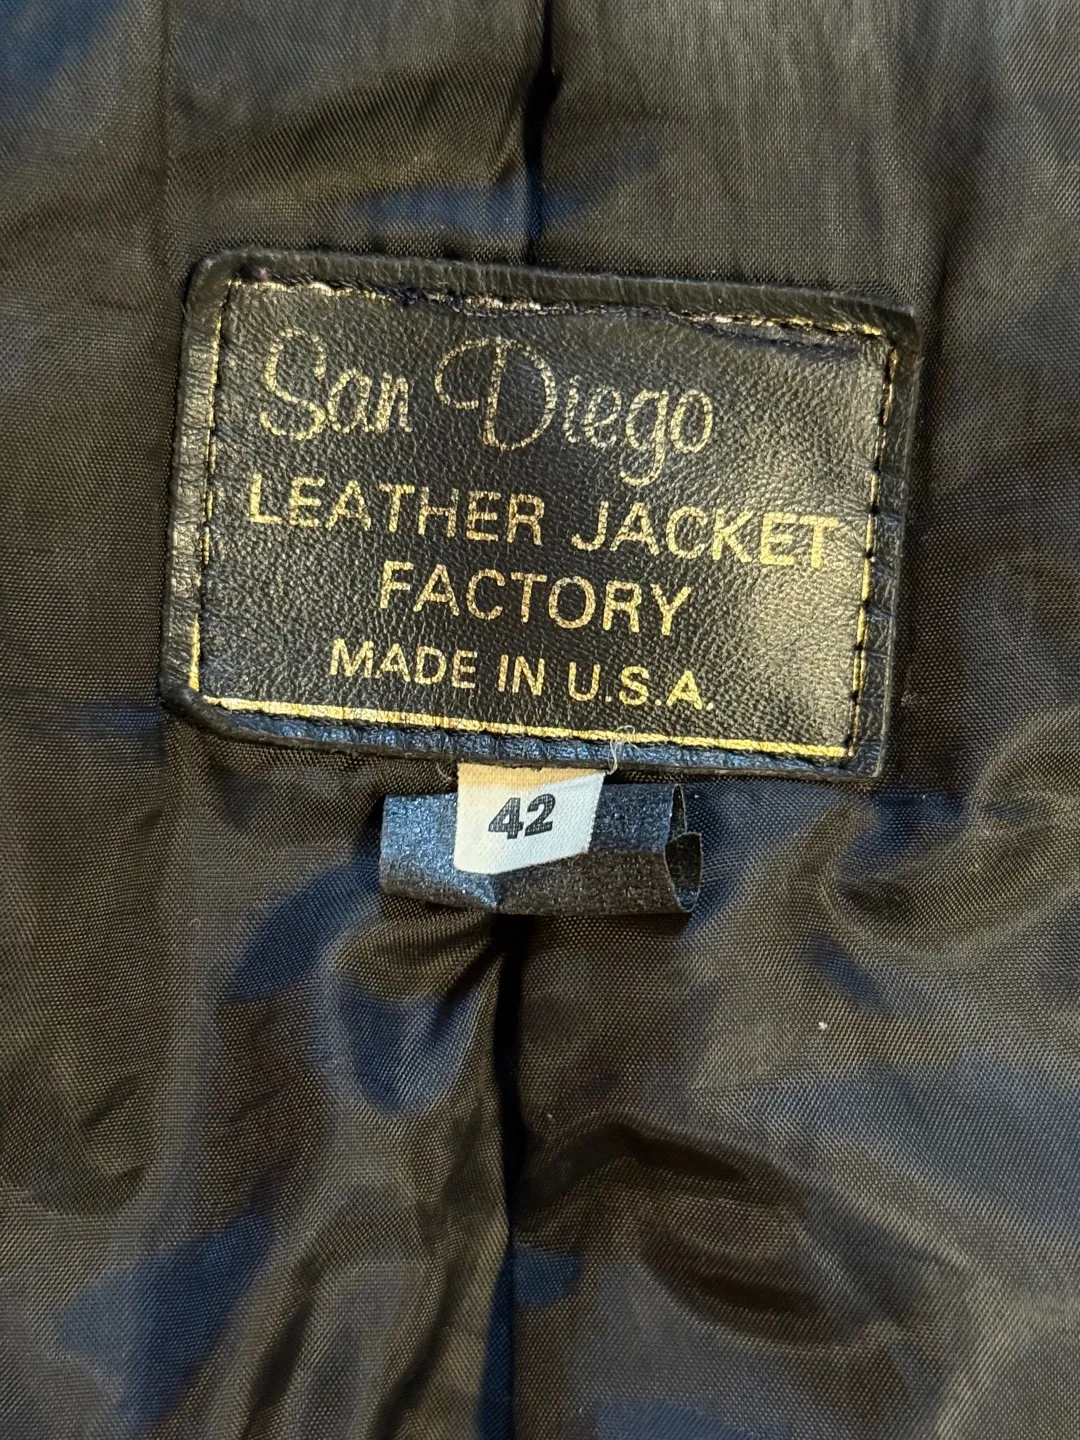 San Diego
LEATHER JACKET
FACTORY
MADE IN U.S.A.
42